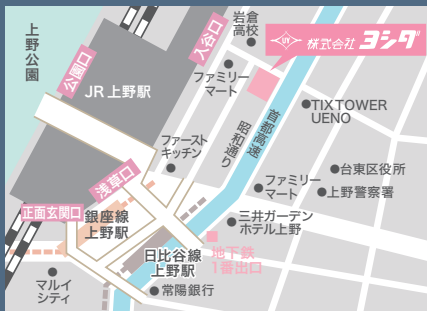 上野公園
岩倉
高校
入谷口
公園口
JR上野駅
ファミリー
マート
UY
株式会社 ヨシダ
TIX TOWER
UENO
首都高速
昭和通り
ファースト
キッチン
浅草口
台東区役所
ファミリー
マート
上野警察署
正面玄関口
銀座線
上野駅
三井ガーデン
ホテル上野
日比谷線
上野駅
地下鉄
1番出口
マルイ
シティ
常陽銀行